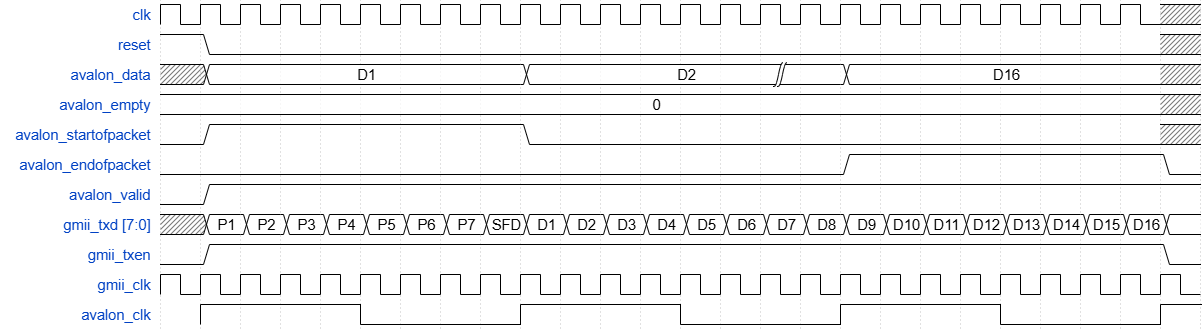 clk
reset
avalon_data D1 D2 D16
avalon_empty 0
avalon_startofpacket
avalon_endofpacket
avalon_valid
gmii_txd [7:0] P1 P2 P3 P4 P5 P6 P7 SFD D1 D2 D3 D4 D5 D6 D7 D8 D9 D10 D11 D12 D13 D14 D15 D16
gmii_txen
gmii_clk
avalon_clk